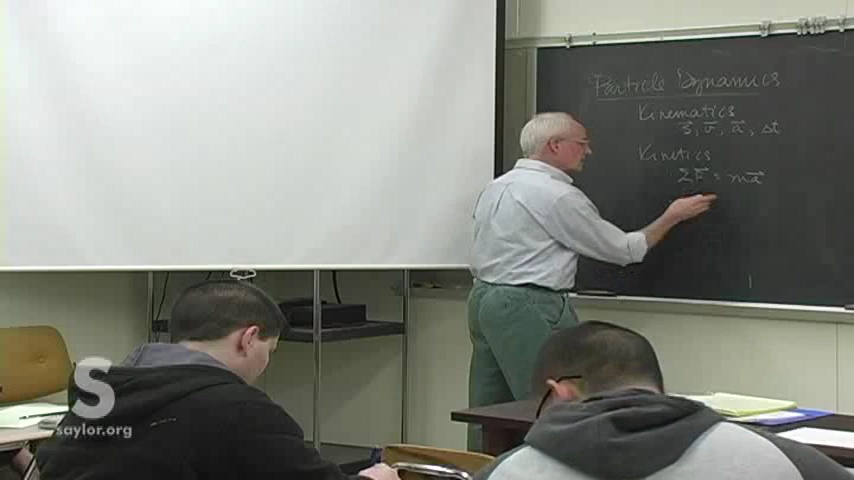 Particle Dynamics
Kinematics
s⃗, v⃗, a⃗, Δt
Kinetics
ΣF⃗ = ma⃗
S
saylor.org